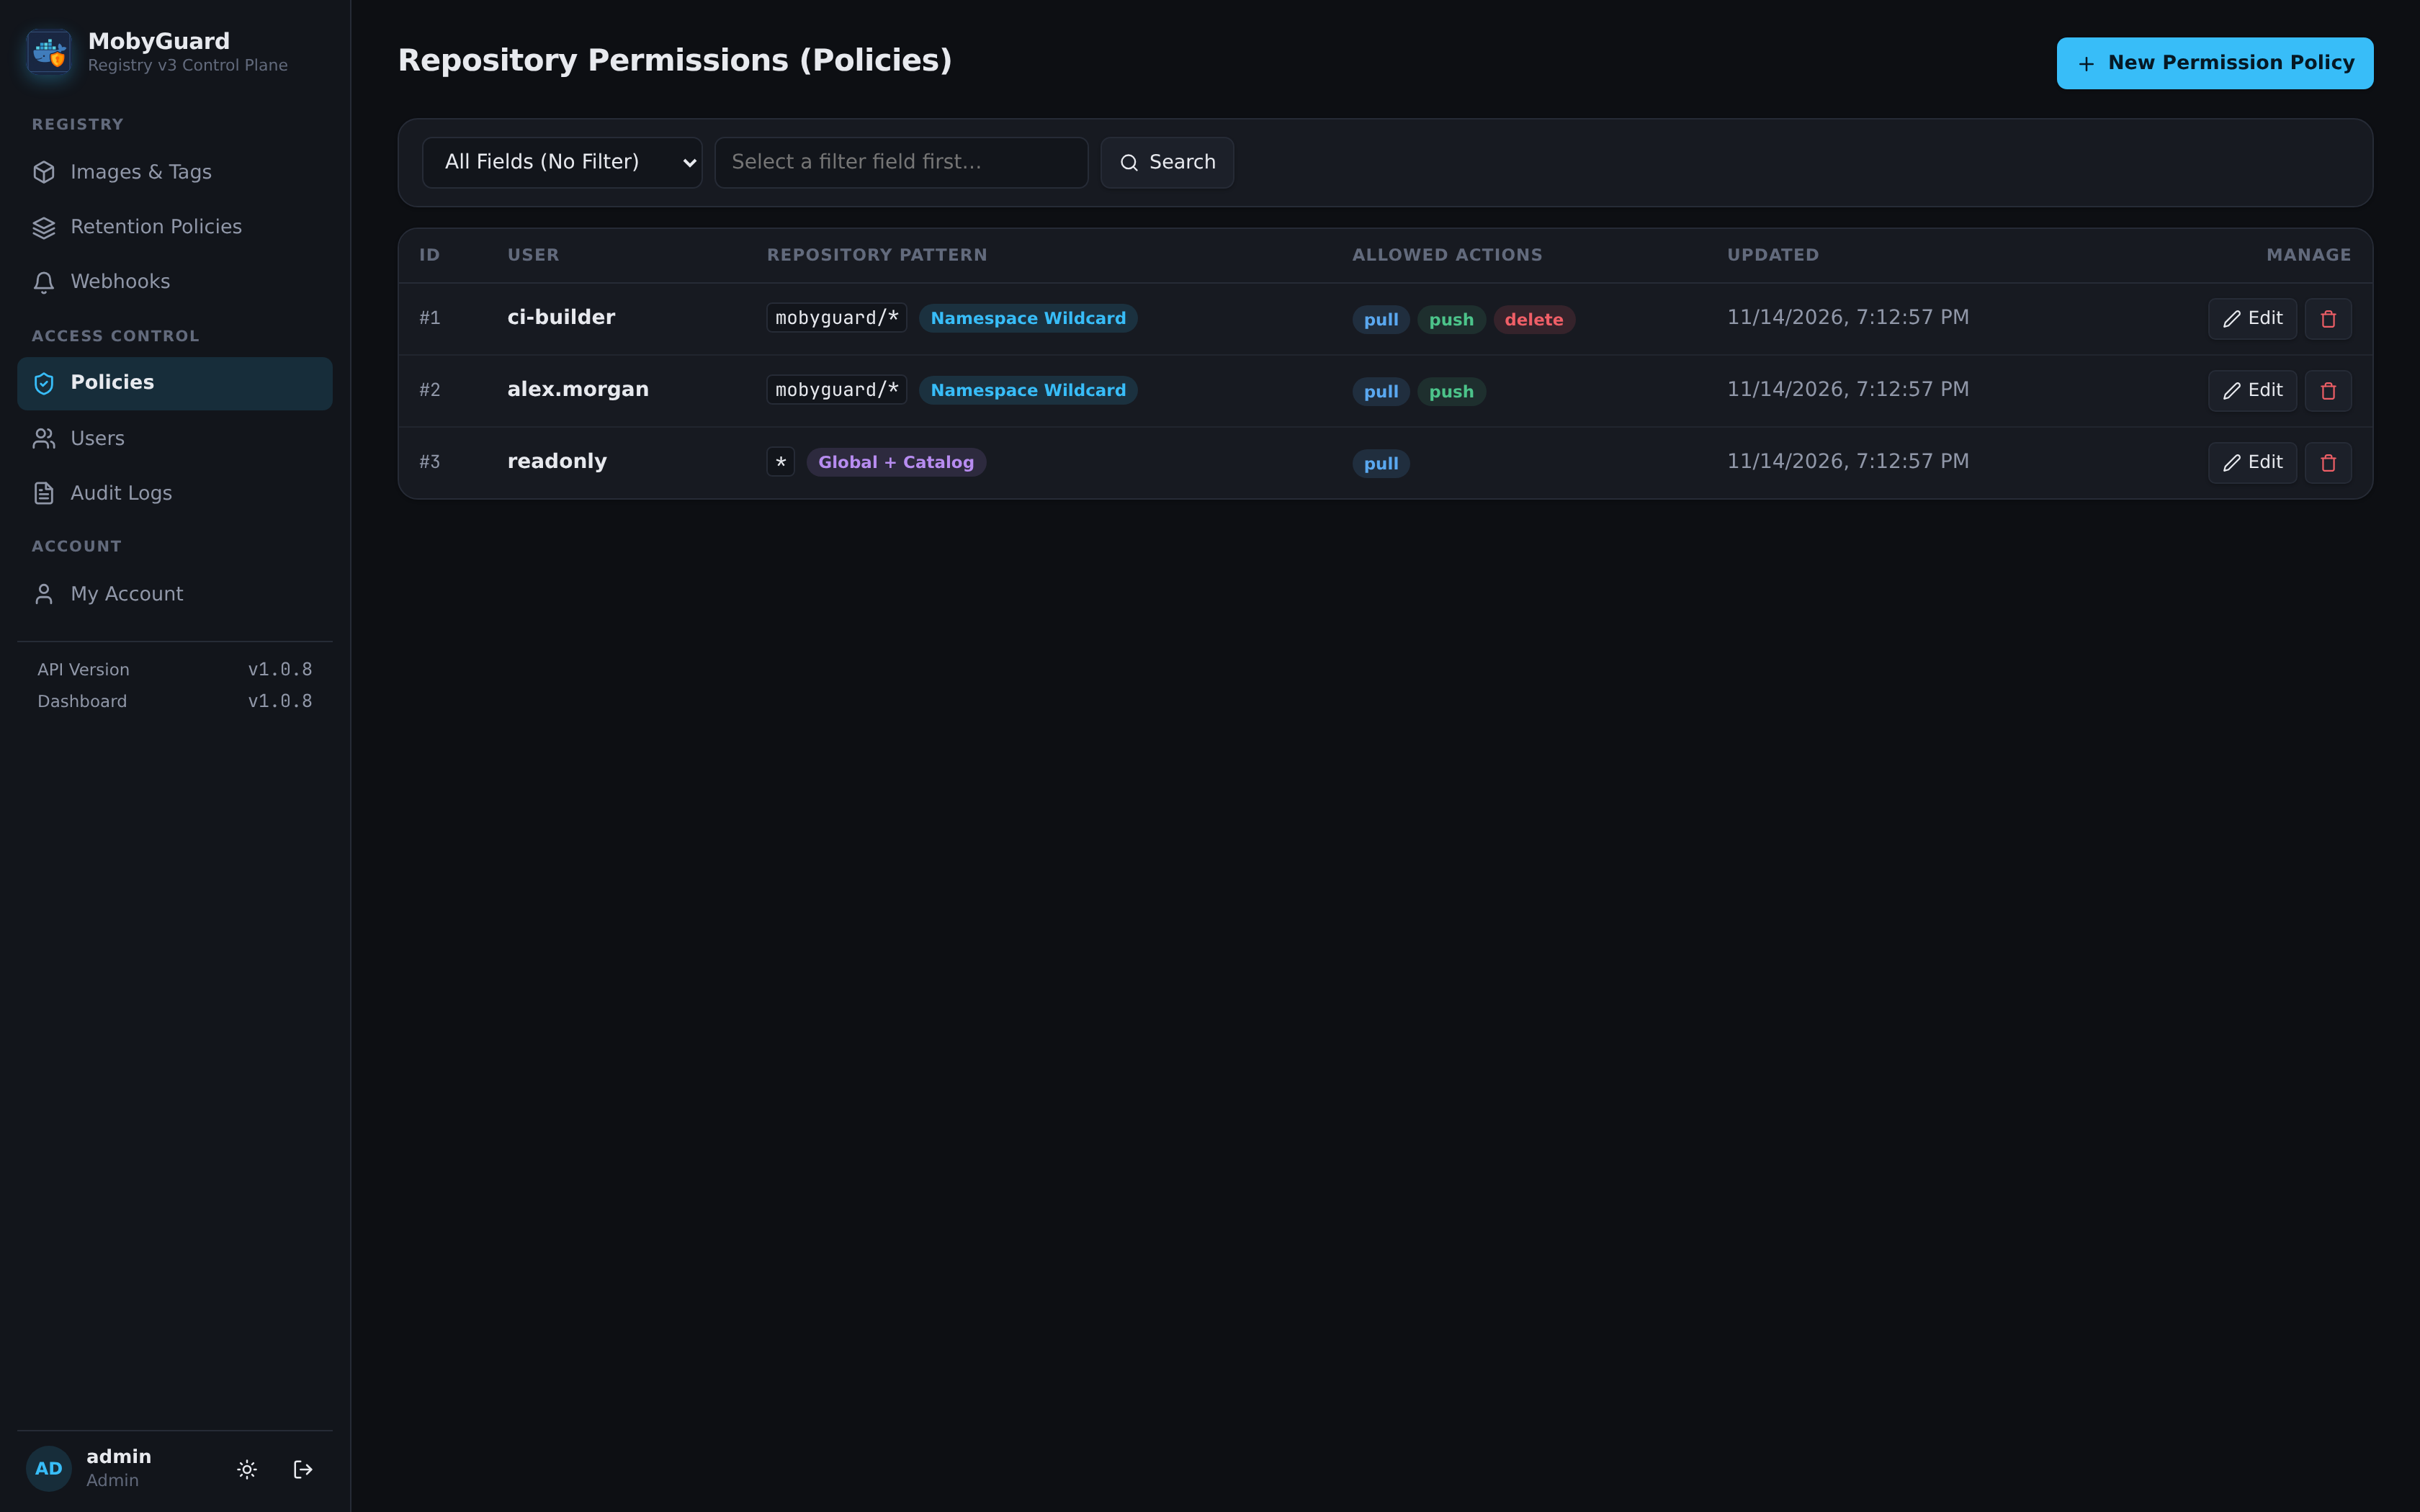 MobyGuard
Registry v3 Control Plane
REGISTRY
Images & Tags
Retention Policies
Webhooks
ACCESS CONTROL
Policies
Users
Audit Logs
ACCOUNT
My Account
API Version v1.0.8
Dashboard v1.0.8
AD admin
Admin
Repository Permissions (Policies)
+ New Permission Policy
All Fields (No Filter) Select a filter field first... Search
ID USER REPOSITORY PATTERN ALLOWED ACTIONS UPDATED MANAGE
#1 ci-builder mobyguard/* Namespace Wildcard pull push delete 11/14/2026, 7:12:57 PM Edit
#2 alex.morgan mobyguard/* Namespace Wildcard pull push 11/14/2026, 7:12:57 PM Edit
#3 readonly * Global + Catalog pull 11/14/2026, 7:12:57 PM Edit